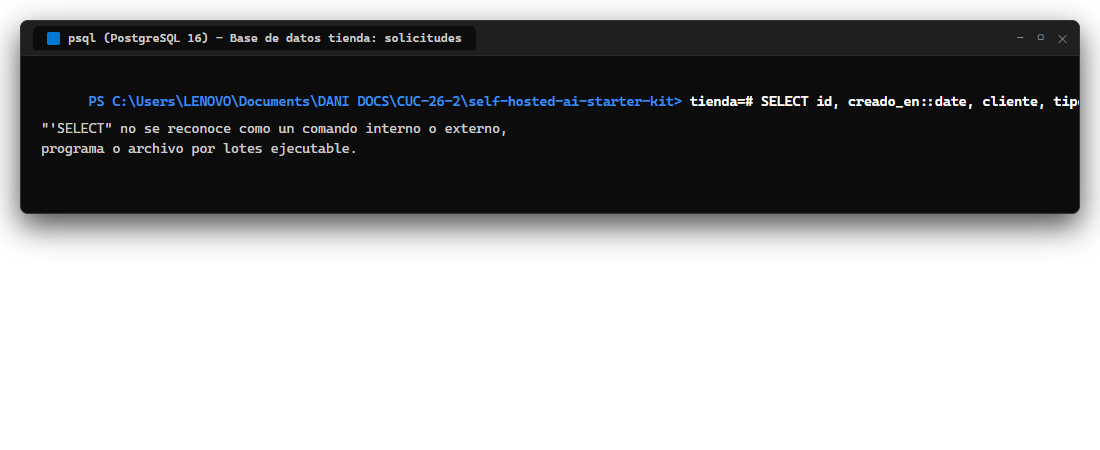 psql (PostgreSQL 16) – Base de datos tienda: solicitudes
PS C:\Users\LENOVO\Documents\DANI DOCS\CUC-26-2\self-hosted-ai-starter-kit> tienda=# SELECT id, creado_en::date, cliente, tipo
"'SELECT" no se reconoce como un comando interno o externo,
programa o archivo por lotes ejecutable.